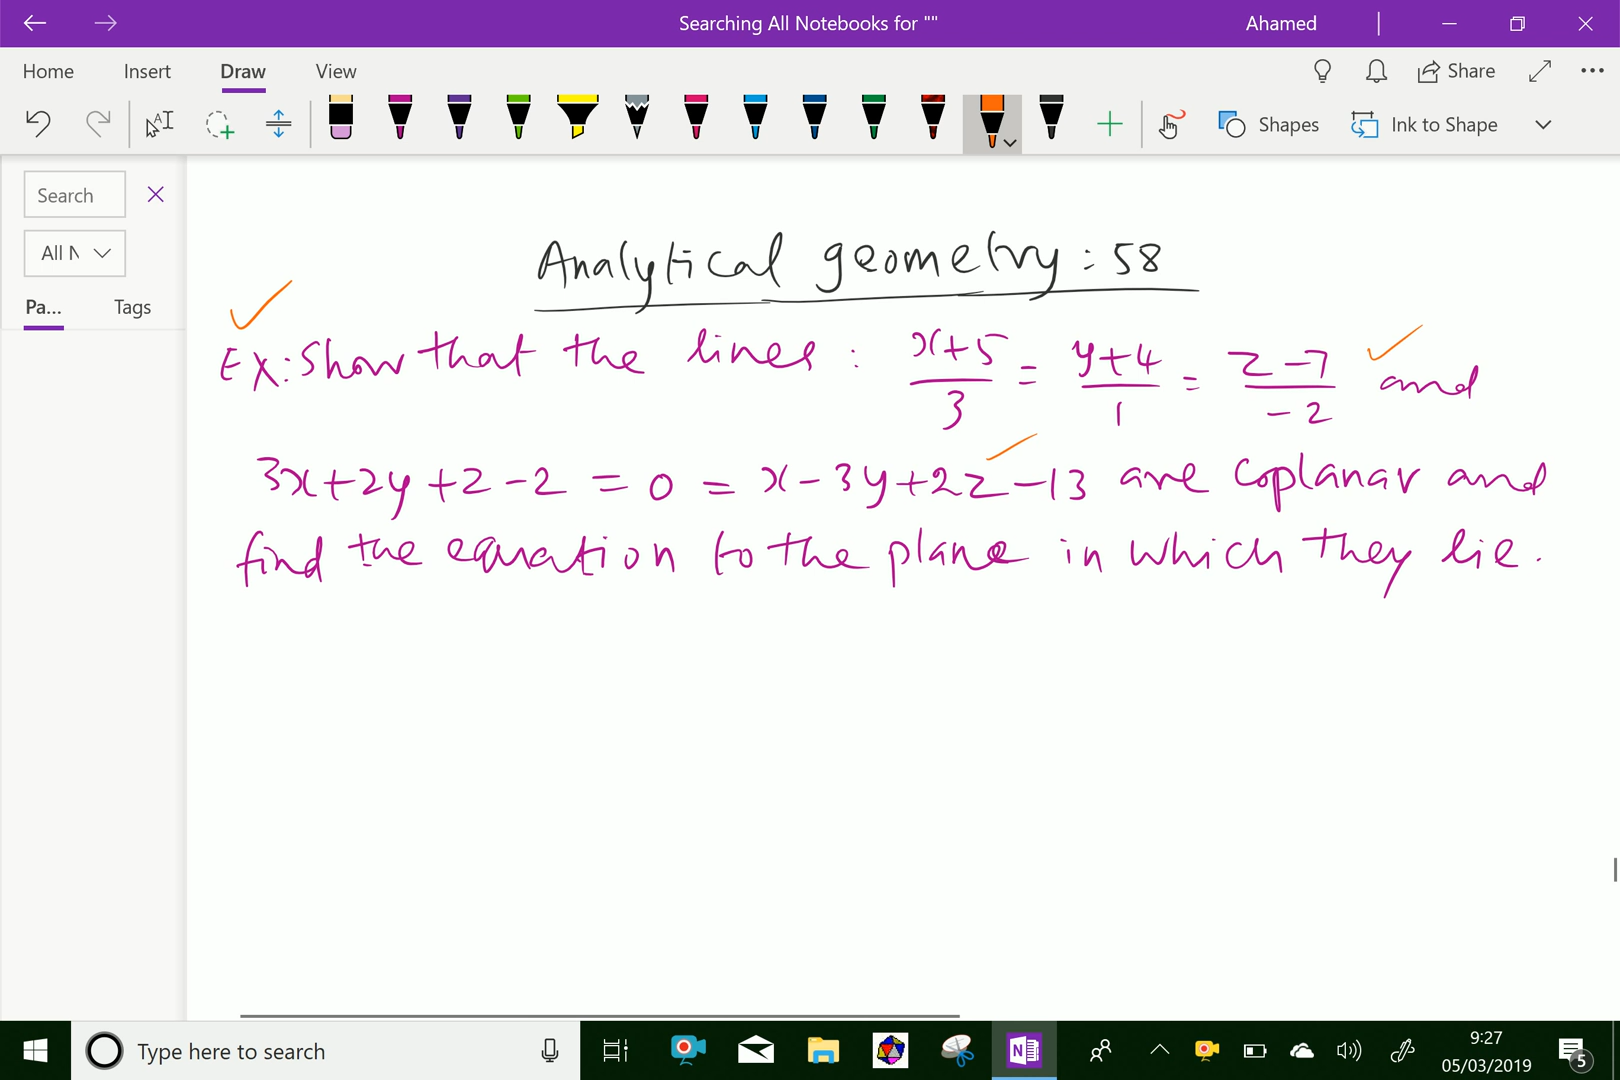 Searching All Notebooks for ""
Ahamed
Home Insert Draw View
Share
Shapes
Ink to Shape
Search
All N
Pa... Tags
Analytical geometry : 58
EX: Show that the lines : x+5/3 = y+4/1 = z-7/-2 and
3x+2y+z-2 = 0 = x-3y+2z-13 are coplanar and
find the equation to the plane in which they lie.
Type here to search
9:27
05/03/2019
5